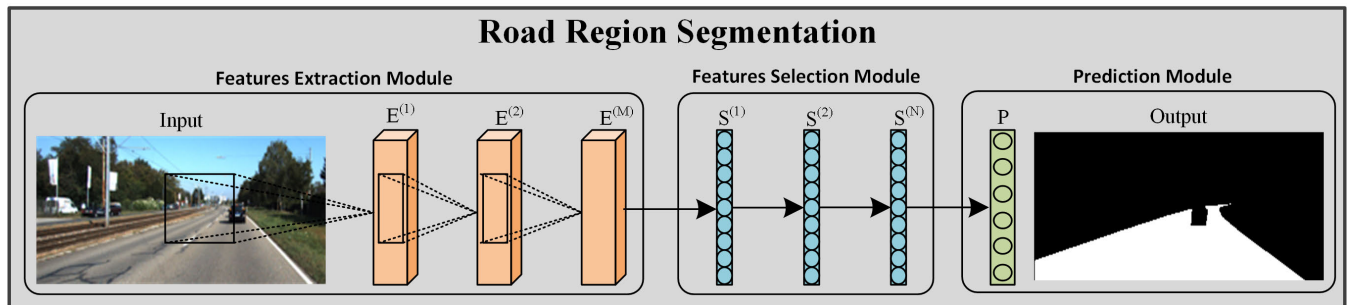 Road Region Segmentation
Features Extraction Module
Features Selection Module
Prediction Module
Input
E(1)
E(2)
E(M)
S(1)
S(2)
S(N)
P
Output